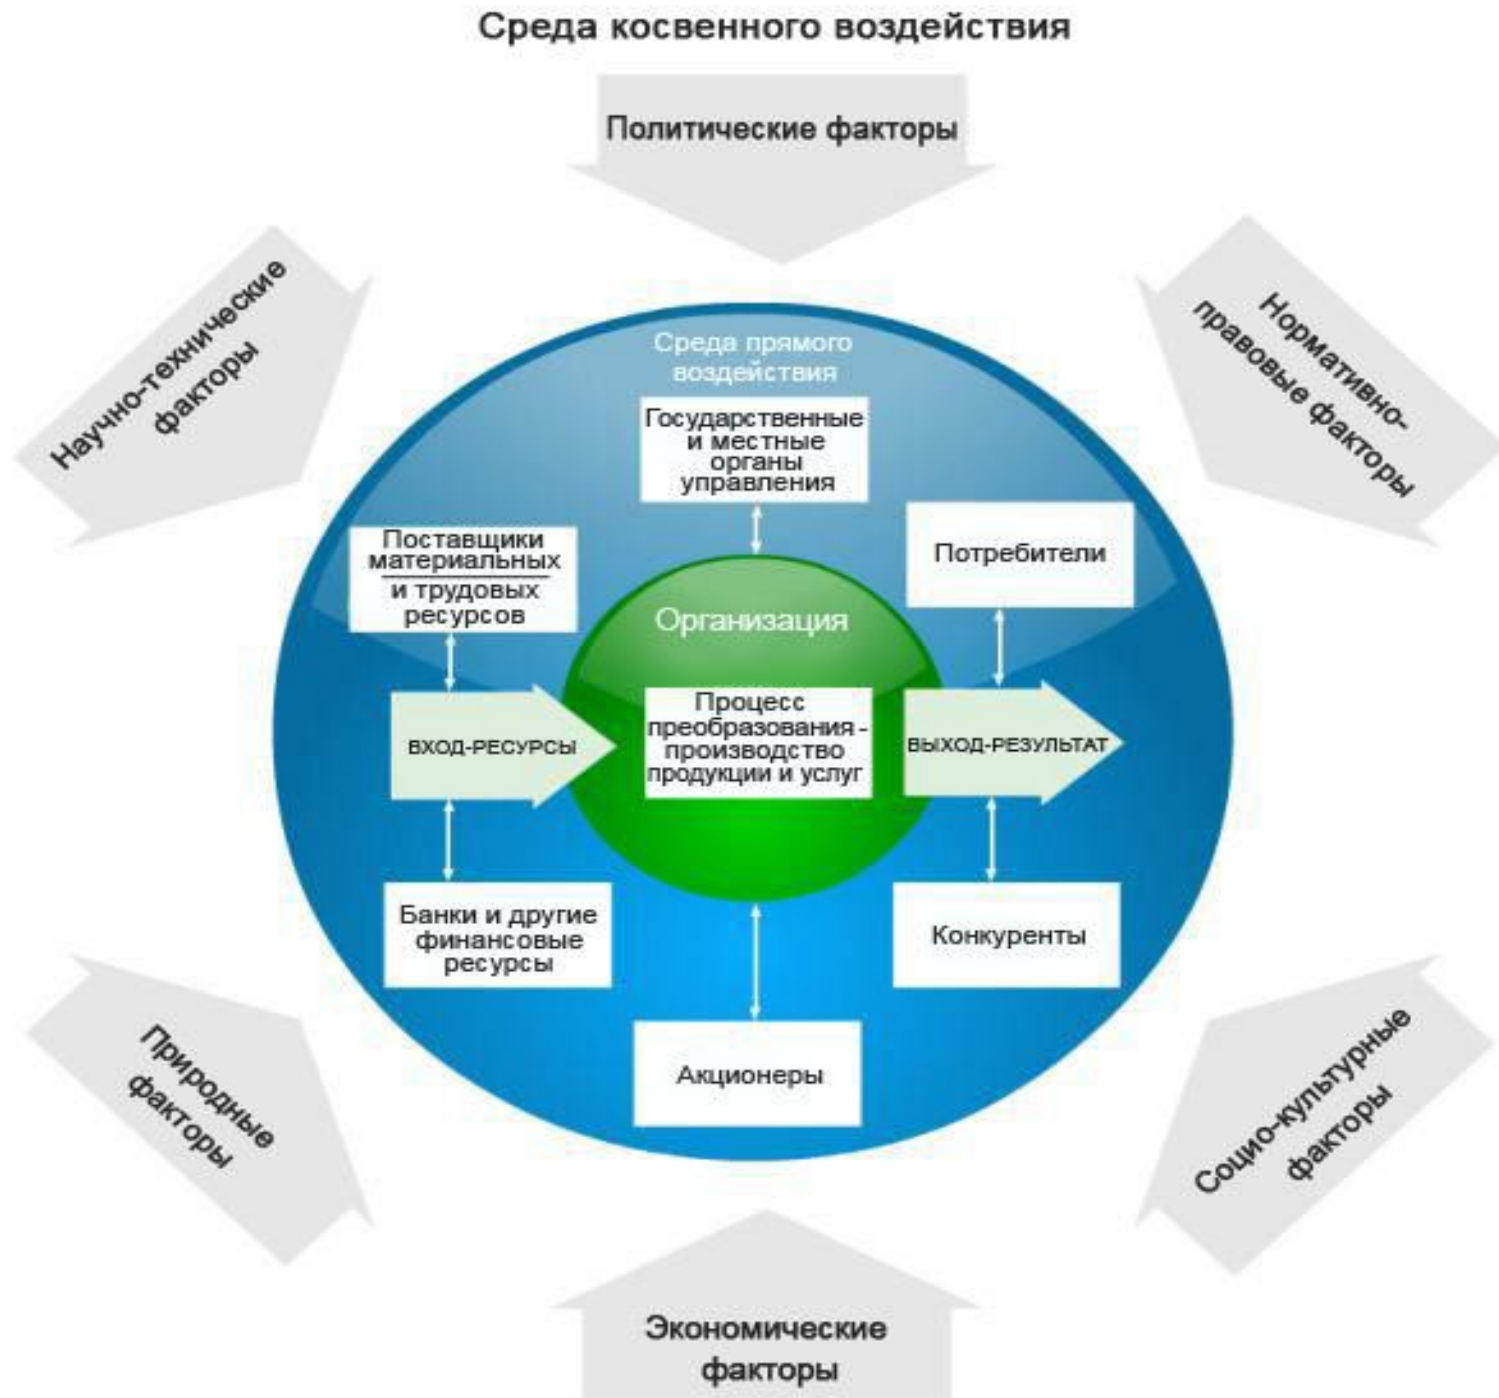 Среда косвенного воздействия
Политические факторы
Научно-технические
факторы
Нормативно-
правовые факторы
Среда прямого
воздействия
Государственные
и местные
органы
управления
Поставщики
материальных
и трудовых
ресурсов
Потребители
Организация
ВХОД-РЕСУРСЫ
Процесс
преобразования-
производство
продукции и услуг
ВЫХОД-РЕЗУЛЬТАТ
Банки и другие
финансовые
ресурсы
Конкуренты
Акционеры
Природные
факторы
Социо-культурные
факторы
Экономические
факторы